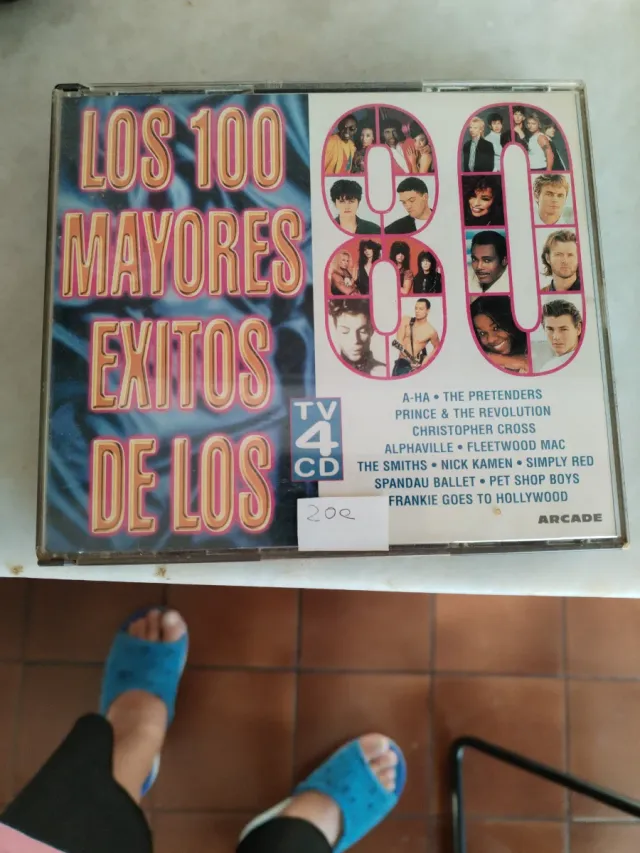 LOS 100
MAYORES
EXITOS
DE LOS
80
TV
4
CD
A-HA • THE PRETENDERS
PRINCE & THE REVOLUTION
CHRISTOPHER CROSS
ALPHAVILLE • FLEETWOOD MAC
THE SMITHS • NICK KAMEN • SIMPLY RED
SPANDAU BALLET • PET SHOP BOYS
FRANKIE GOES TO HOLLYWOOD
ARCADE
20e